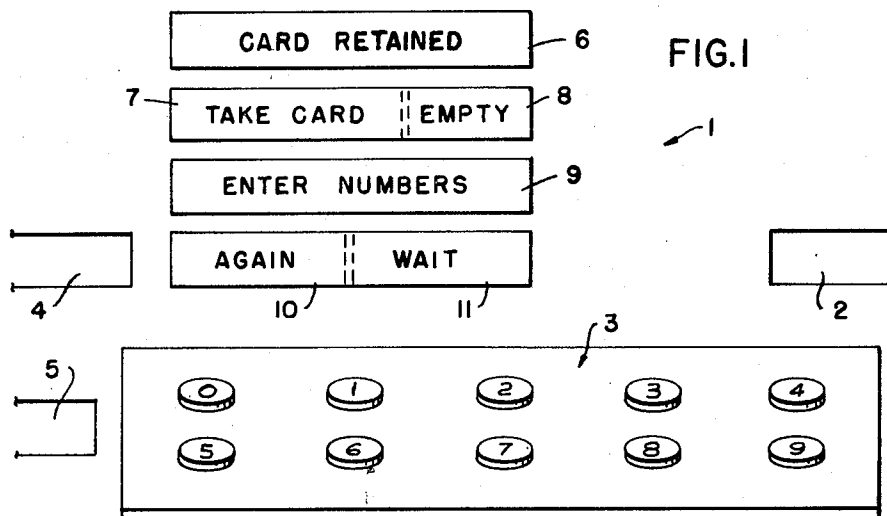 CARD RETAINED 6 FIG.1
7 TAKE CARD EMPTY 8 1
ENTER NUMBERS 9
AGAIN WAIT
4 10 11 2
3
5
0 1 2 3 4
5 6 7 8 9